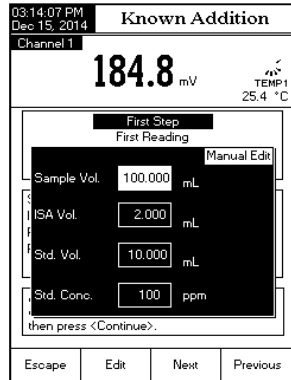 03:14:07 PM
Dec 15, 2014
Known Addition
Channel 1
184.8 mV
TEMP1
25.4 °C
First Step
First Reading
Manual Edit
Sample Vol. 100.000 mL
ISA Vol. 2.000 mL
Std. Vol. 10.000 mL
Std. Conc. 100 ppm
then press <Continue>.
Escape Edit Next Previous